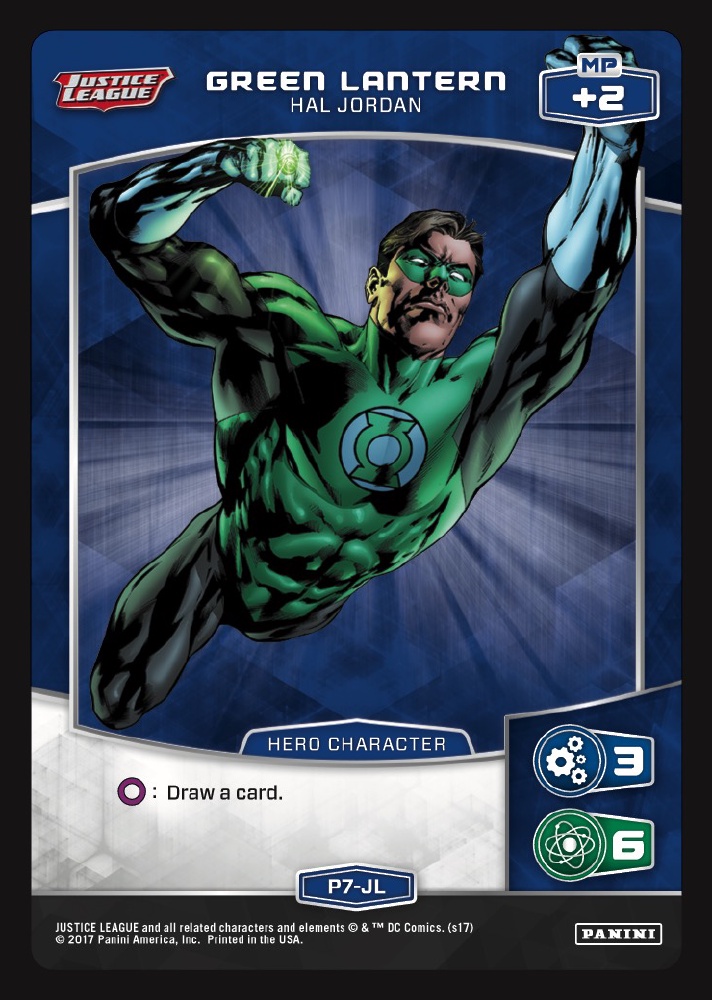 JUSTICE LEAGUE
GREEN LANTERN
HAL JORDAN
MP
+2
HERO CHARACTER
3
: Draw a card.
6
P7-JL
JUSTICE LEAGUE and all related characters and elements © & ™ DC Comics. (s17)
© 2017 Panini America, Inc. Printed in the USA.
PANINI